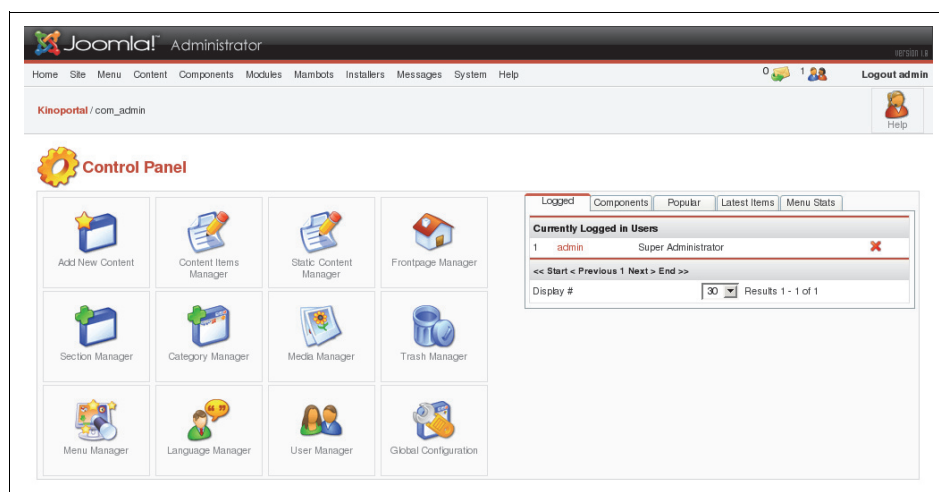 Joomla!™ Administrator
Home Site Menu Content Components Modules Mambots Installers Messages System Help 0 1 Logout admin
Kinoportal / com_admin
Help
Control Panel
Add New Content
Content Items Manager
Static Content Manager
Frontpage Manager
Section Manager
Category Manager
Media Manager
Trash Manager
Menu Manager
Language Manager
User Manager
Global Configuration
Logged Components Popular Latest Items Menu Stats
Currently Logged in Users
1 admin Super Administrator
<< Start < Previous 1 Next > End >>
Display # 30 Results 1 - 1 of 1